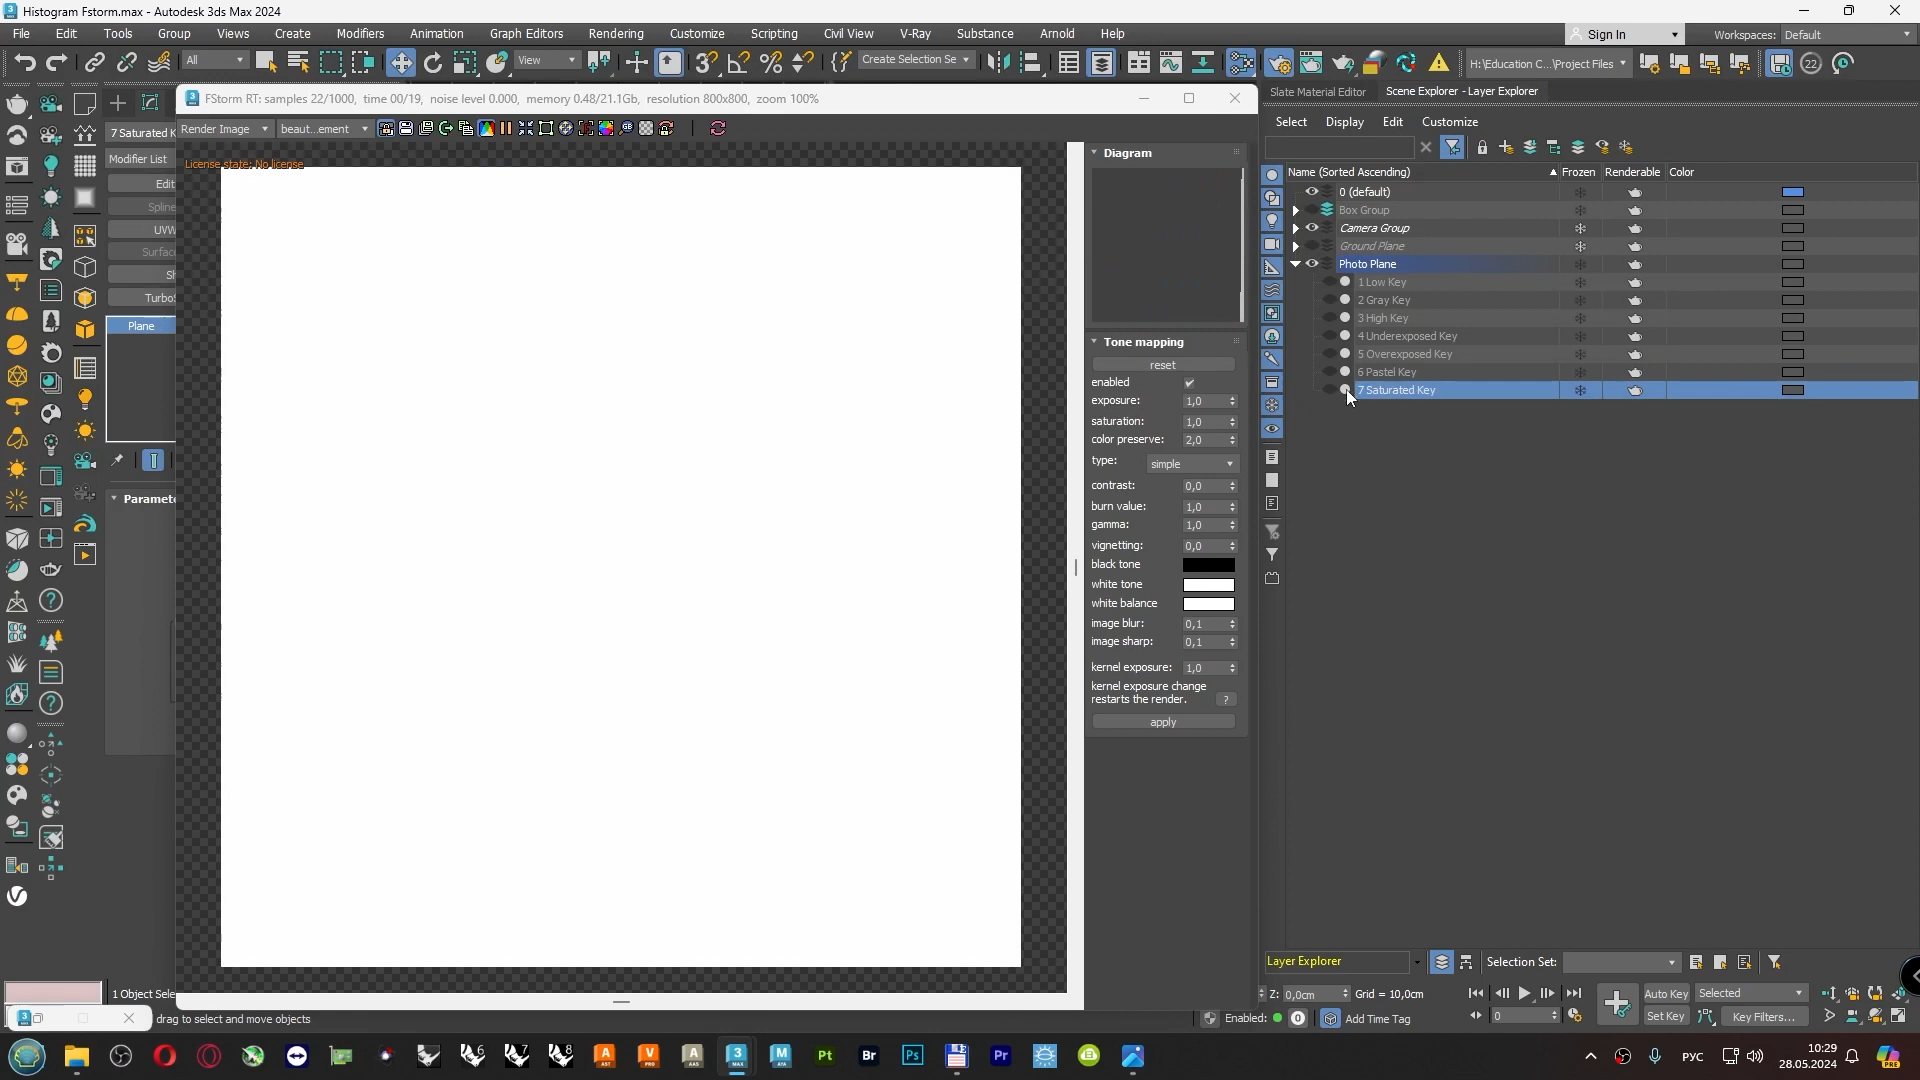 Histogram Fstorm.max - Autodesk 3ds Max 2024
File Edit Tools Group Views Create Modifiers Animation Graph Editors Rendering Customize Scripting Civil View V-Ray Substance Arnold Help
Sign In Workspaces: Default
All View Create Selection Se 22 H:\Education C...\Project Files
FStorm RT: samples 22/1000, time 00/19, noise level 0.000, memory 0.48/21.1Gb, resolution 800x800, zoom 100%
Slate Material Editor Scene Explorer - Layer Explorer
Select Display Edit Customize
7 Saturated K
Render Image beaut...ement
Modifier List
License state: No license
Diagram
Edit
Spline
UVW
Surfac
Sh
TurboS
Plane
Paramete
Name (Sorted Ascending) Frozen Renderable Color
0 (default)
Box Group
Camera Group
Ground Plane
Photo Plane
1 Low Key
2 Gray Key
3 High Key
4 Underexposed Key
5 Overexposed Key
6 Pastel Key
7 Saturated Key
Tone mapping
reset
enabled
exposure: 1,0
saturation: 1,0
color preserve: 2,0
type: simple
contrast: 0,0
burn value: 1,0
gamma: 1,0
vignetting: 0,0
black tone
white tone
white balance
image blur: 0,1
image sharp: 0,1
kernel exposure: 1,0
kernel exposure change
restarts the render. ?
apply
Layer Explorer Selection Set:
1 Object Sele
Z: 0,0cm Grid = 10,0cm Auto Key Selected
drag to select and move objects
Enabled: 0 Add Time Tag 0 Set Key Key Filters...
РУС 10:29
28.05.2024